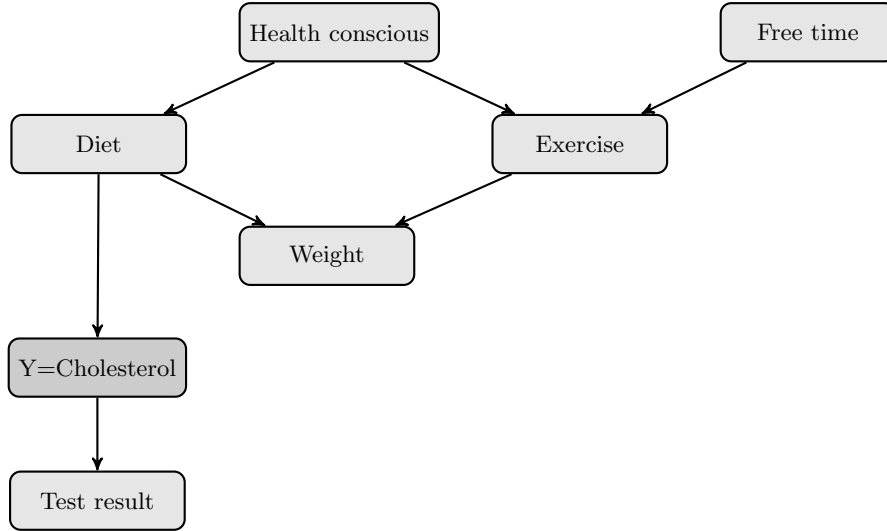 Health conscious
Free time
Diet
Exercise
Weight
Y=Cholesterol
Test result